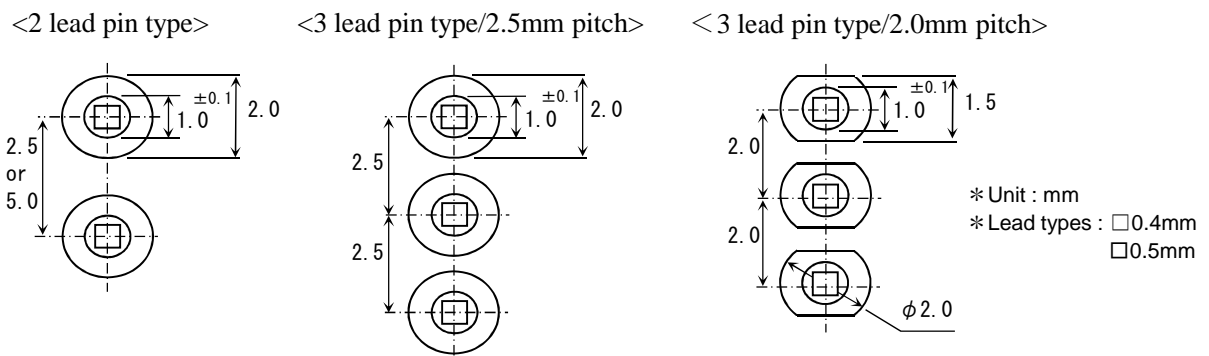 <2 lead pin type>
<3 lead pin type/2.5mm pitch>
＜3 lead pin type/2.0mm pitch>
±0.1
1.0
2.0
2.5
or
5.0
±0.1
1.0
2.0
2.5
2.5
±0.1
1.0
1.5
2.0
2.0
φ2.0
＊Unit : mm
＊Lead types : □0.4mm
□0.5mm